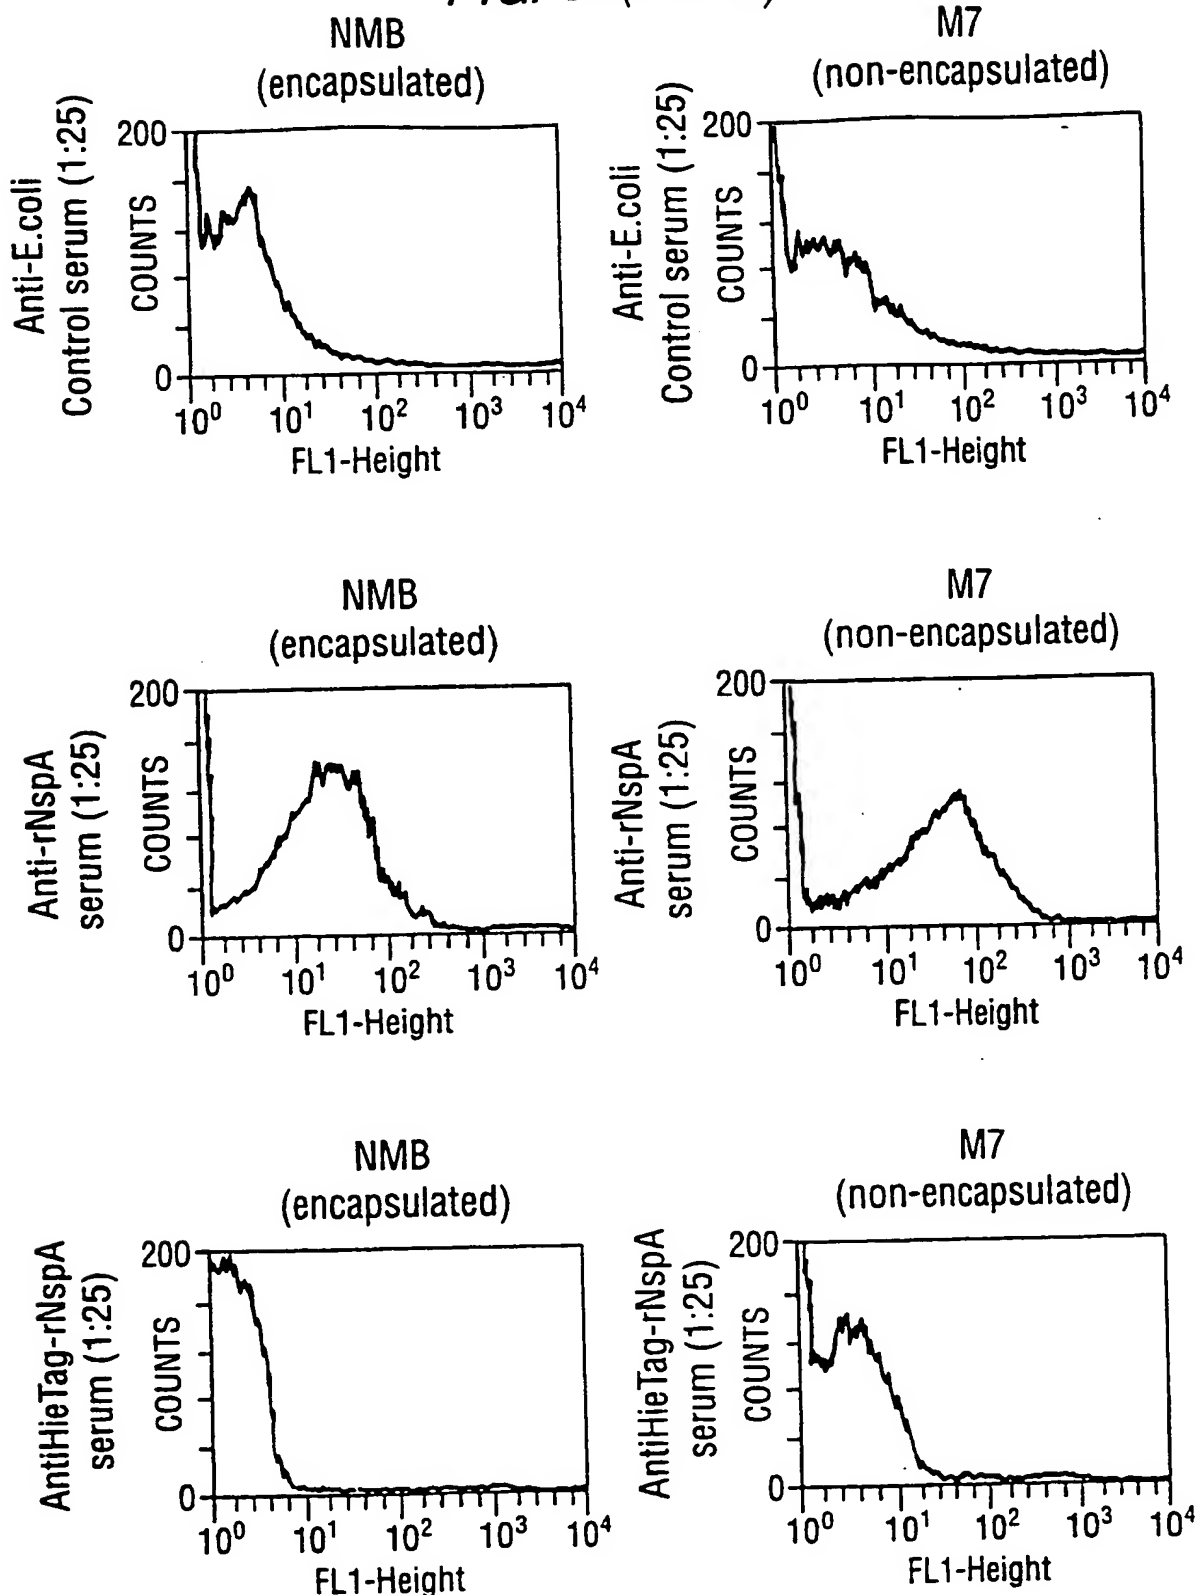 NMB
(encapsulated)
M7
(non-encapsulated)
Anti-E.coli
Control serum (1:25)
COUNTS
200
0
10⁰ 10¹ 10² 10³ 10⁴
FL1-Height
Anti-E.coli
Control serum (1:25)
COUNTS
200
0
10⁰ 10¹ 10² 10³ 10⁴
FL1-Height
NMB
(encapsulated)
M7
(non-encapsulated)
Anti-rNspA
serum (1:25)
COUNTS
200
0
10⁰ 10¹ 10² 10³ 10⁴
FL1-Height
Anti-rNspA
serum (1:25)
COUNTS
200
0
10⁰ 10¹ 10² 10³ 10⁴
FL1-Height
NMB
(encapsulated)
M7
(non-encapsulated)
AntiHieTag-rNspA
serum (1:25)
COUNTS
200
0
10⁰ 10¹ 10² 10³ 10⁴
FL1-Height
AntiHieTag-rNspA
serum (1:25)
COUNTS
200
0
10⁰ 10¹ 10² 10³ 10⁴
FL1-Height